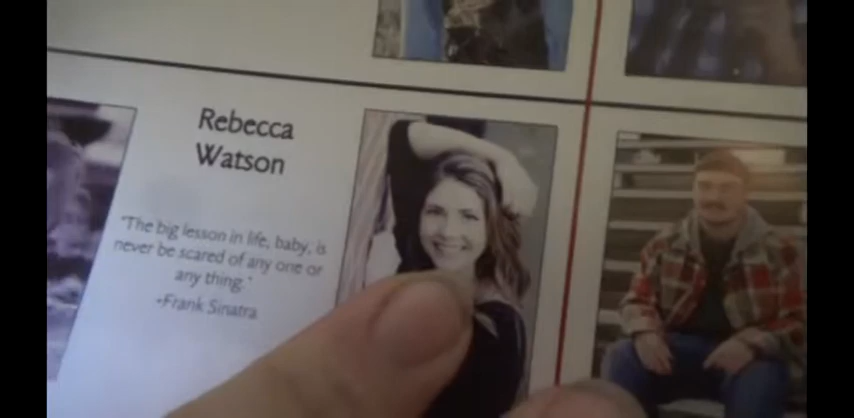 Rebecca
Watson
"The big lesson in life, baby, is
never be scared of any one or
any thing."
-Frank Sinatra